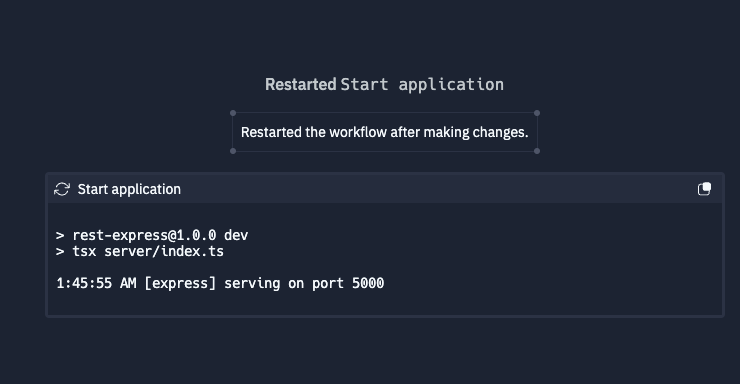 Restarted Start application
Restarted the workflow after making changes.
Start application
> rest-express@1.0.0 dev
> tsx server/index.ts
1:45:55 AM [express] serving on port 5000